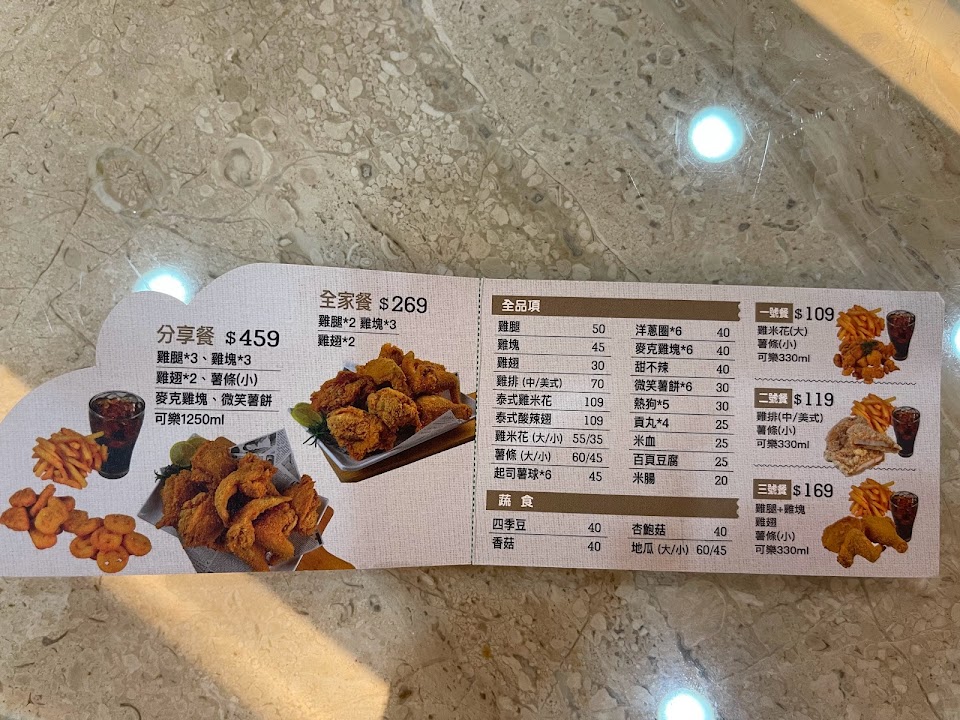 分享餐 $459
雞腿*3、雞塊*3
雞翅*2、薯條(小)
麥克雞塊、微笑薯餅
可樂1250ml
全家餐 $269
雞腿*2 雞塊*3
雞翅*2
全品項
雞腿 50
雞塊 45
雞翅 30
雞排 (中/美式) 70
泰式雞米花 109
泰式酸辣翅 109
雞米花 (大/小) 55/35
薯條 (大/小) 60/45
起司薯球*6 45
洋蔥圈*6 40
麥克雞塊*6 40
甜不辣 40
微笑薯餅*6 30
熱狗*5 30
貢丸*4 25
米血 25
百頁豆腐 25
米腸 20
蔬食
四季豆 40
香菇 40
杏鮑菇 40
地瓜 (大/小) 60/45
一號餐 $109
雞米花(大)
薯條(小)
可樂330ml
二號餐 $119
雞排(中/美式)
薯條(小)
可樂330ml
三號餐 $169
雞腿+雞塊
雞翅
薯條(小)
可樂330ml